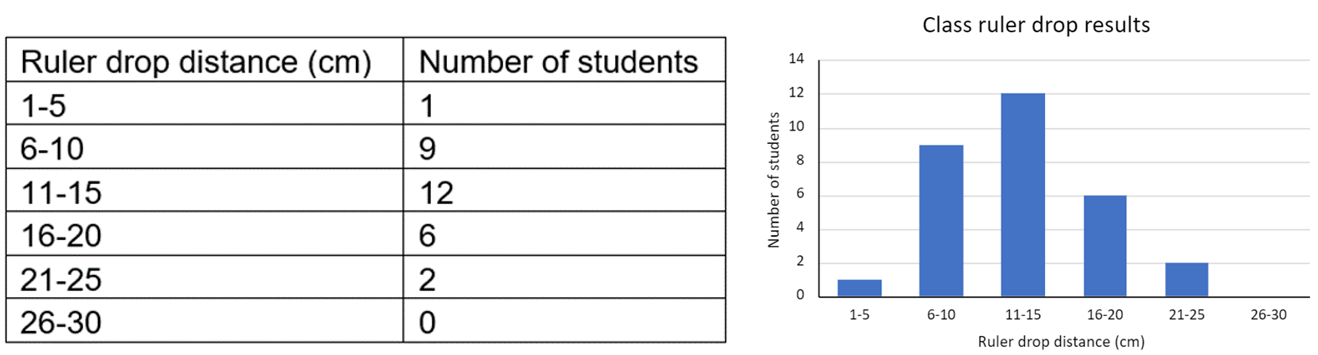 Ruler drop distance (cm) Number of students
1-5 1
6-10 9
11-15 12
16-20 6
21-25 2
26-30 0
Class ruler drop results
Number of students
14
12
10
8
6
4
2
0
1-5 6-10 11-15 16-20 21-25 26-30
Ruler drop distance (cm)